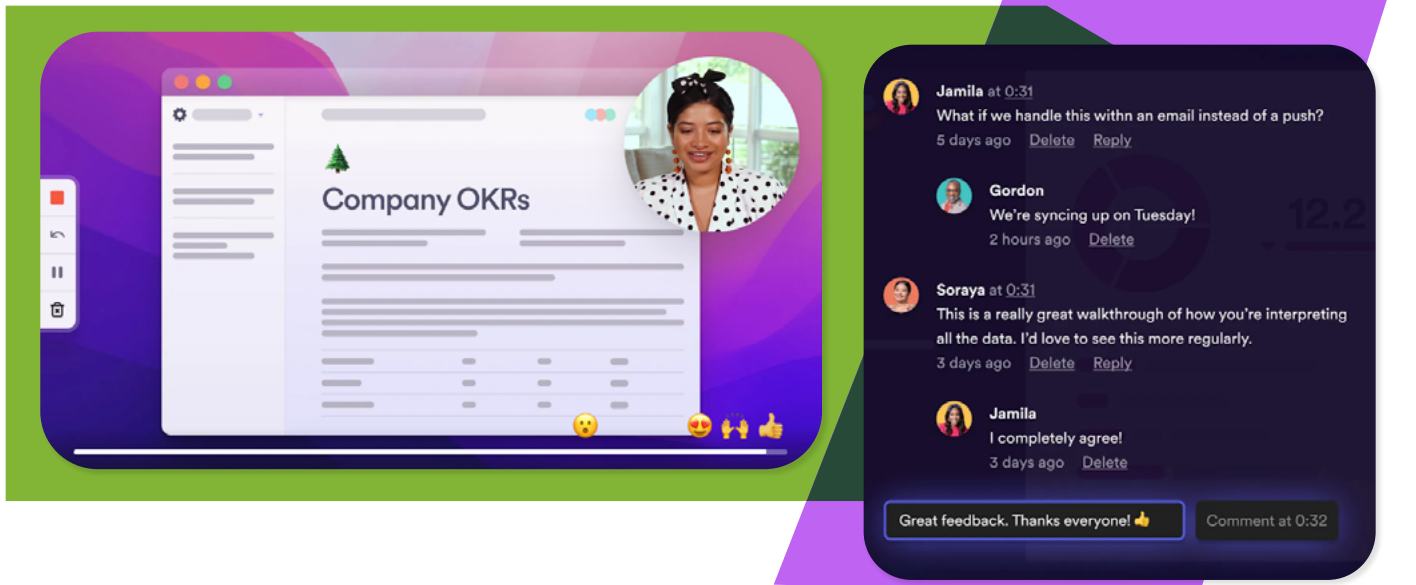 Company OKRs
Jamila at 0:31
What if we handle this withn an email instead of a push?
5 days ago Delete Reply
Gordon
We're syncing up on Tuesday!
2 hours ago Delete
12.2
Soraya at 0:31
This is a really great walkthrough of how you're interpreting
all the data. I'd love to see this more regularly.
3 days ago Delete Reply
Jamila
I completely agree!
3 days ago Delete
Great feedback. Thanks everyone! 👍
Comment at 0:32